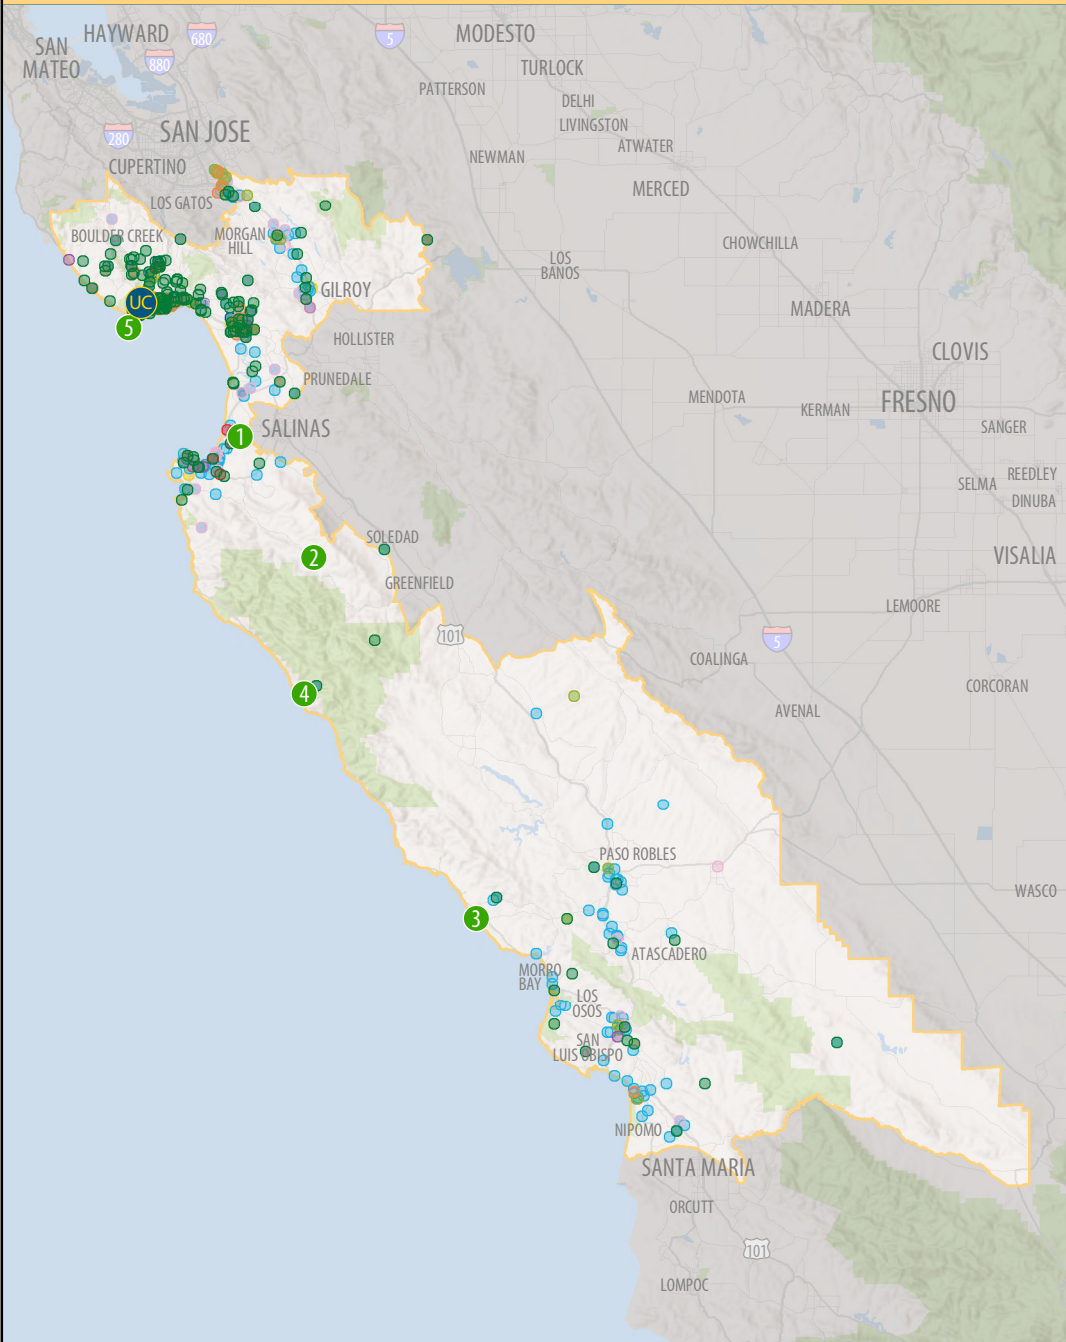 HAYWARD
680
5
MODESTO
SAN
MATEO
880
TURLOCK
PATTERSON
DELHI
LIVINGSTON
280
SAN JOSE
ATWATER
NEWMAN
CUPERTINO
MERCED
LOS GATOS
BOULDER CREEK
MORGAN
HILL
CHOWCHILLA
LOS
BANOS
GILROY
UC
MADERA
5
HOLLISTER
CLOVIS
PRUNEDALE
MENDOTA
KERMAN
FRESNO
SANGER
1
SALINAS
SELMA
REEDLEY
DINUBA
SOLEDAD
2
VISALIA
GREENFIELD
LEMOORE
101
5
COALINGA
4
CORCORAN
AVENAL
PASO ROBLES
WASCO
3
ATASCADERO
MORRO
BAY
LOS
OSOS
SAN
LUIS OBISPO
NIPOMO
SANTA MARIA
ORCUTT
101
LOMPOC